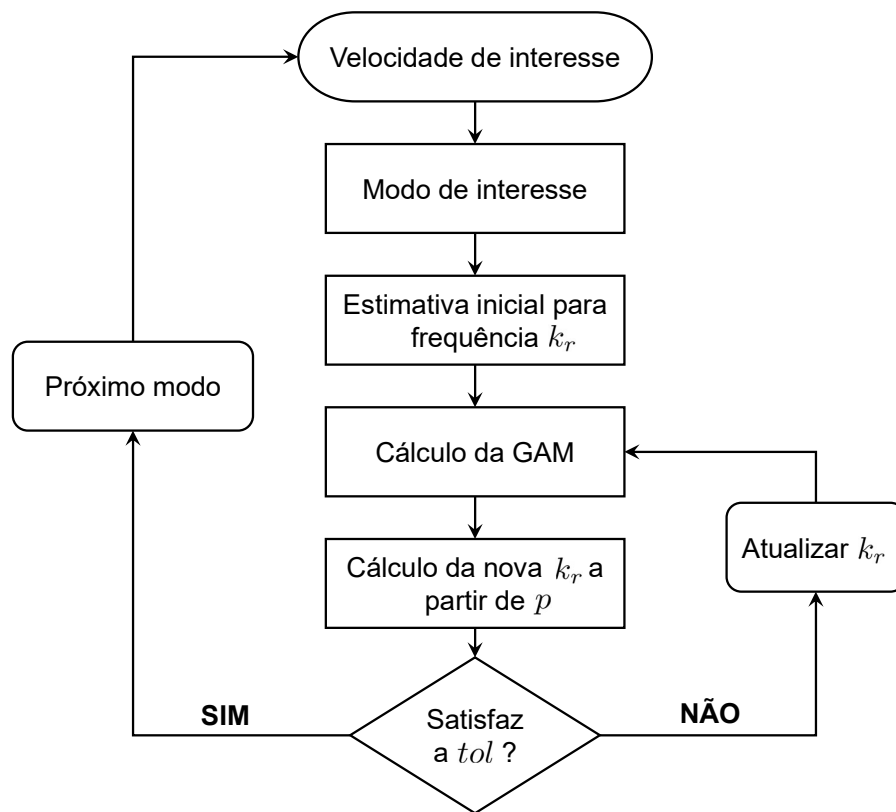 Velocidade de interesse
Modo de interesse
Estimativa inicial para
frequência k_r
Próximo modo
Cálculo da GAM
Atualizar k_r
Cálculo da nova k_r a
partir de p
SIM
NÃO
Satisfaz
a tol ?